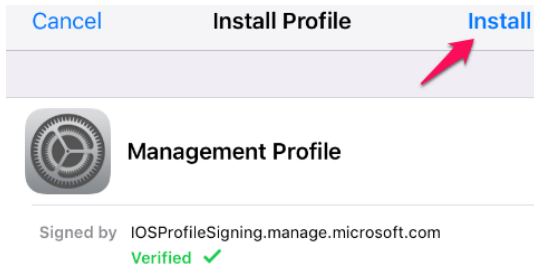 Cancel Install Profile Install
Management Profile
Signed by IOSProfileSigning.manage.microsoft.com
Verified